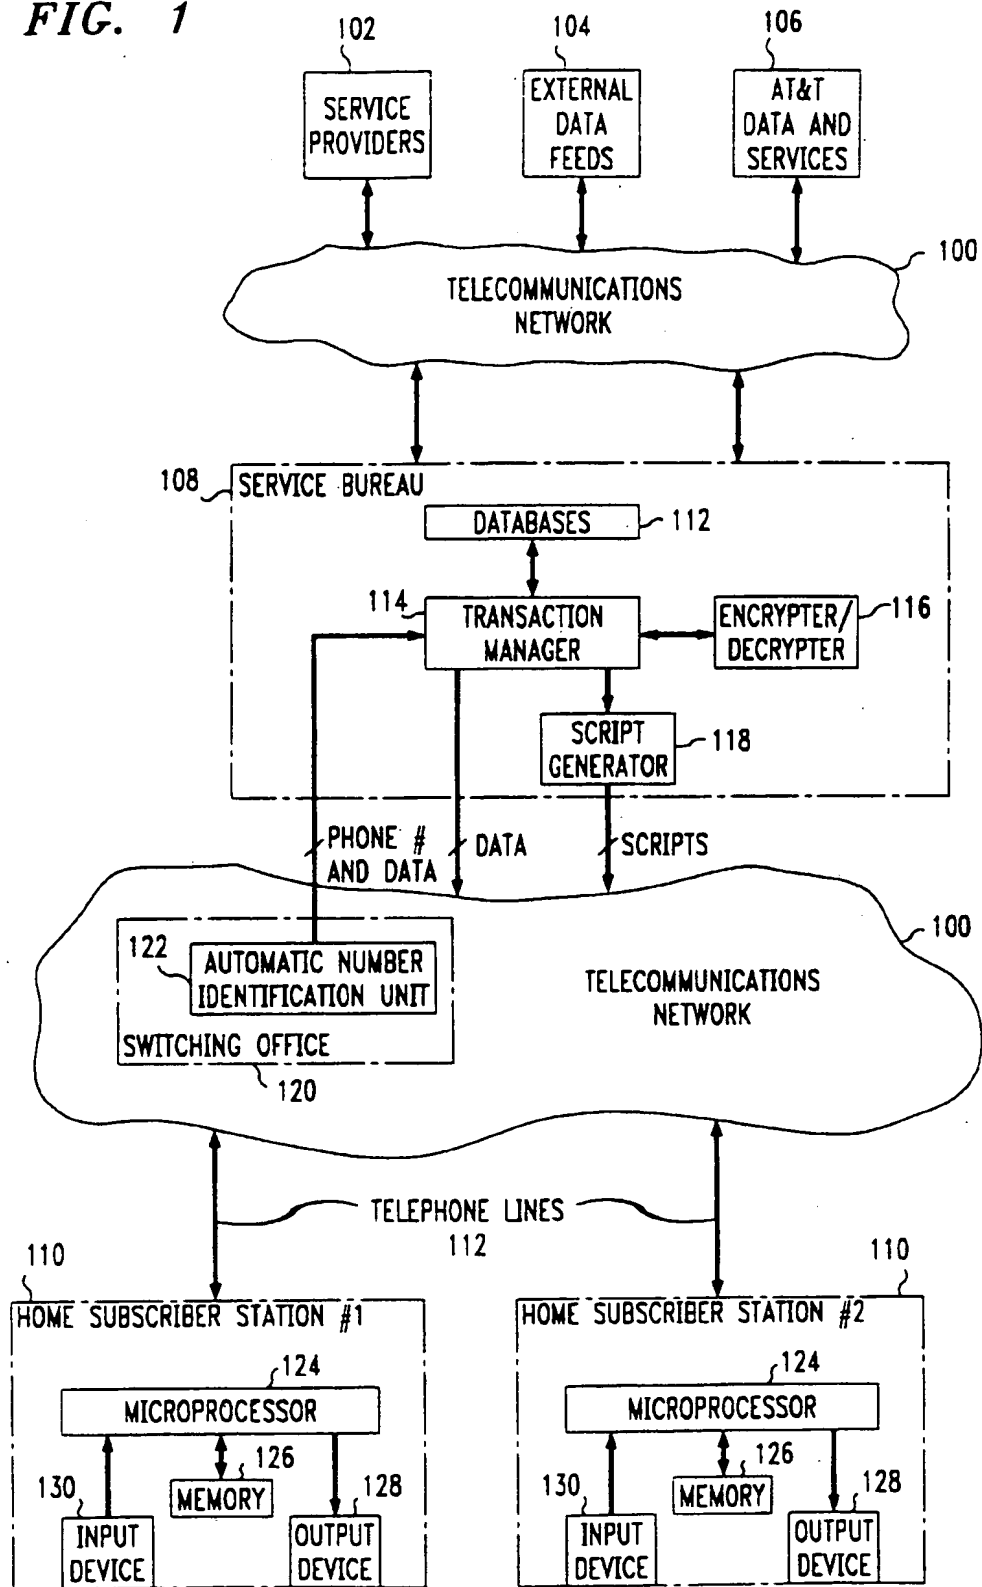 FIG. 1
102
104
106
SERVICE
PROVIDERS
EXTERNAL
DATA
FEEDS
AT&T
DATA AND
SERVICES
100
TELECOMMUNICATIONS
NETWORK
108
SERVICE BUREAU
DATABASES
112
114
TRANSACTION
MANAGER
ENCRYPTER/
DECRYPTER
116
SCRIPT
GENERATOR
118
PHONE #
AND DATA
DATA
SCRIPTS
100
122
AUTOMATIC NUMBER
IDENTIFICATION UNIT
TELECOMMUNICATIONS
NETWORK
SWITCHING OFFICE
120
TELEPHONE LINES
112
110
HOME SUBSCRIBER STATION #1
124
MICROPROCESSOR
126
MEMORY
130
INPUT
DEVICE
128
OUTPUT
DEVICE
110
HOME SUBSCRIBER STATION #2
124
MICROPROCESSOR
126
MEMORY
130
INPUT
DEVICE
128
OUTPUT
DEVICE